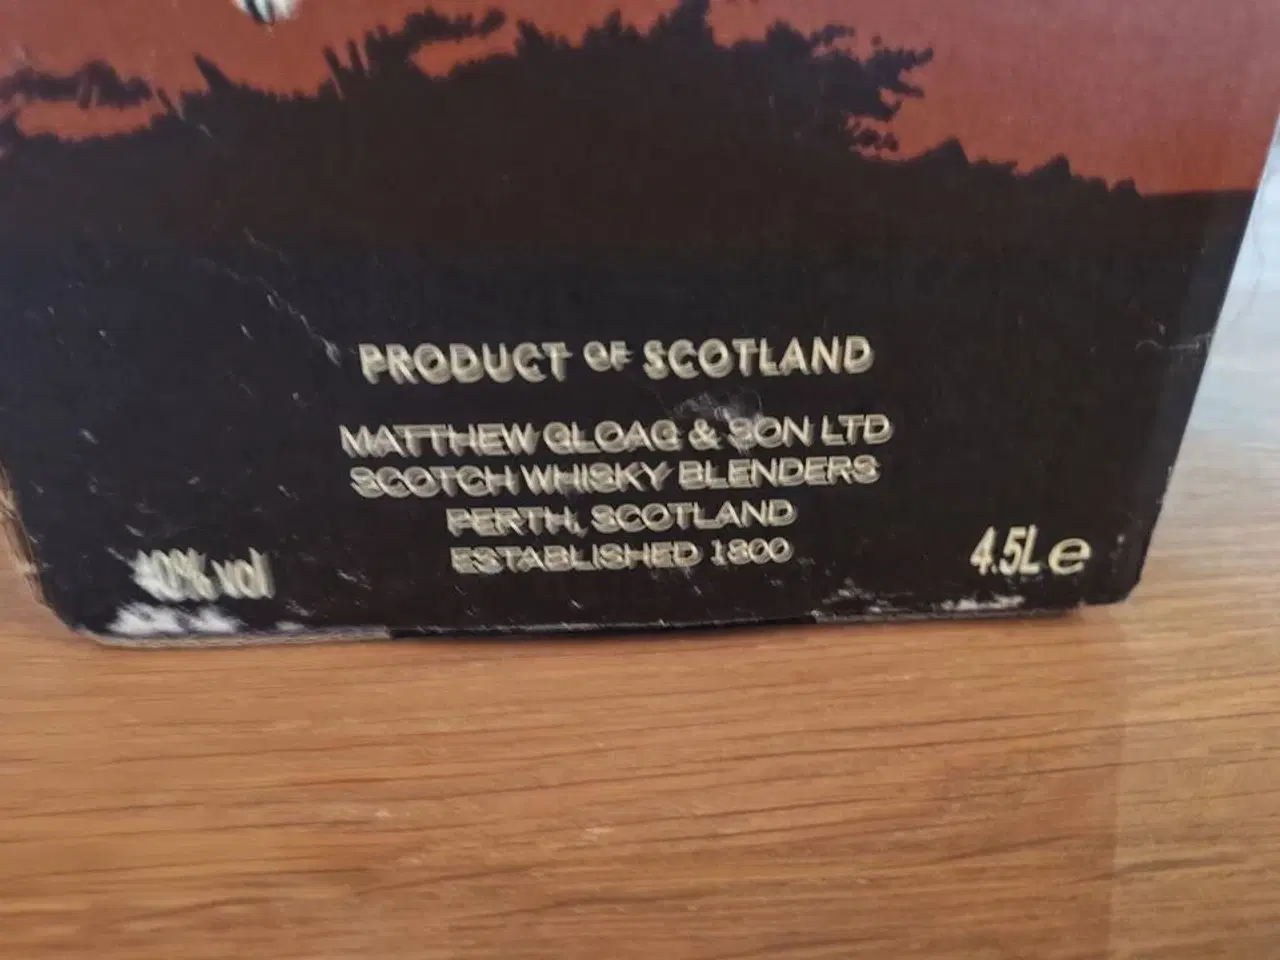 PRODUCT OF SCOTLAND
MATTHEW GLOAG & SON LTD
SCOTCH WHISKY BLENDERS
PERTH, SCOTLAND
ESTABLISHED 1800
40% vol
4.5L e